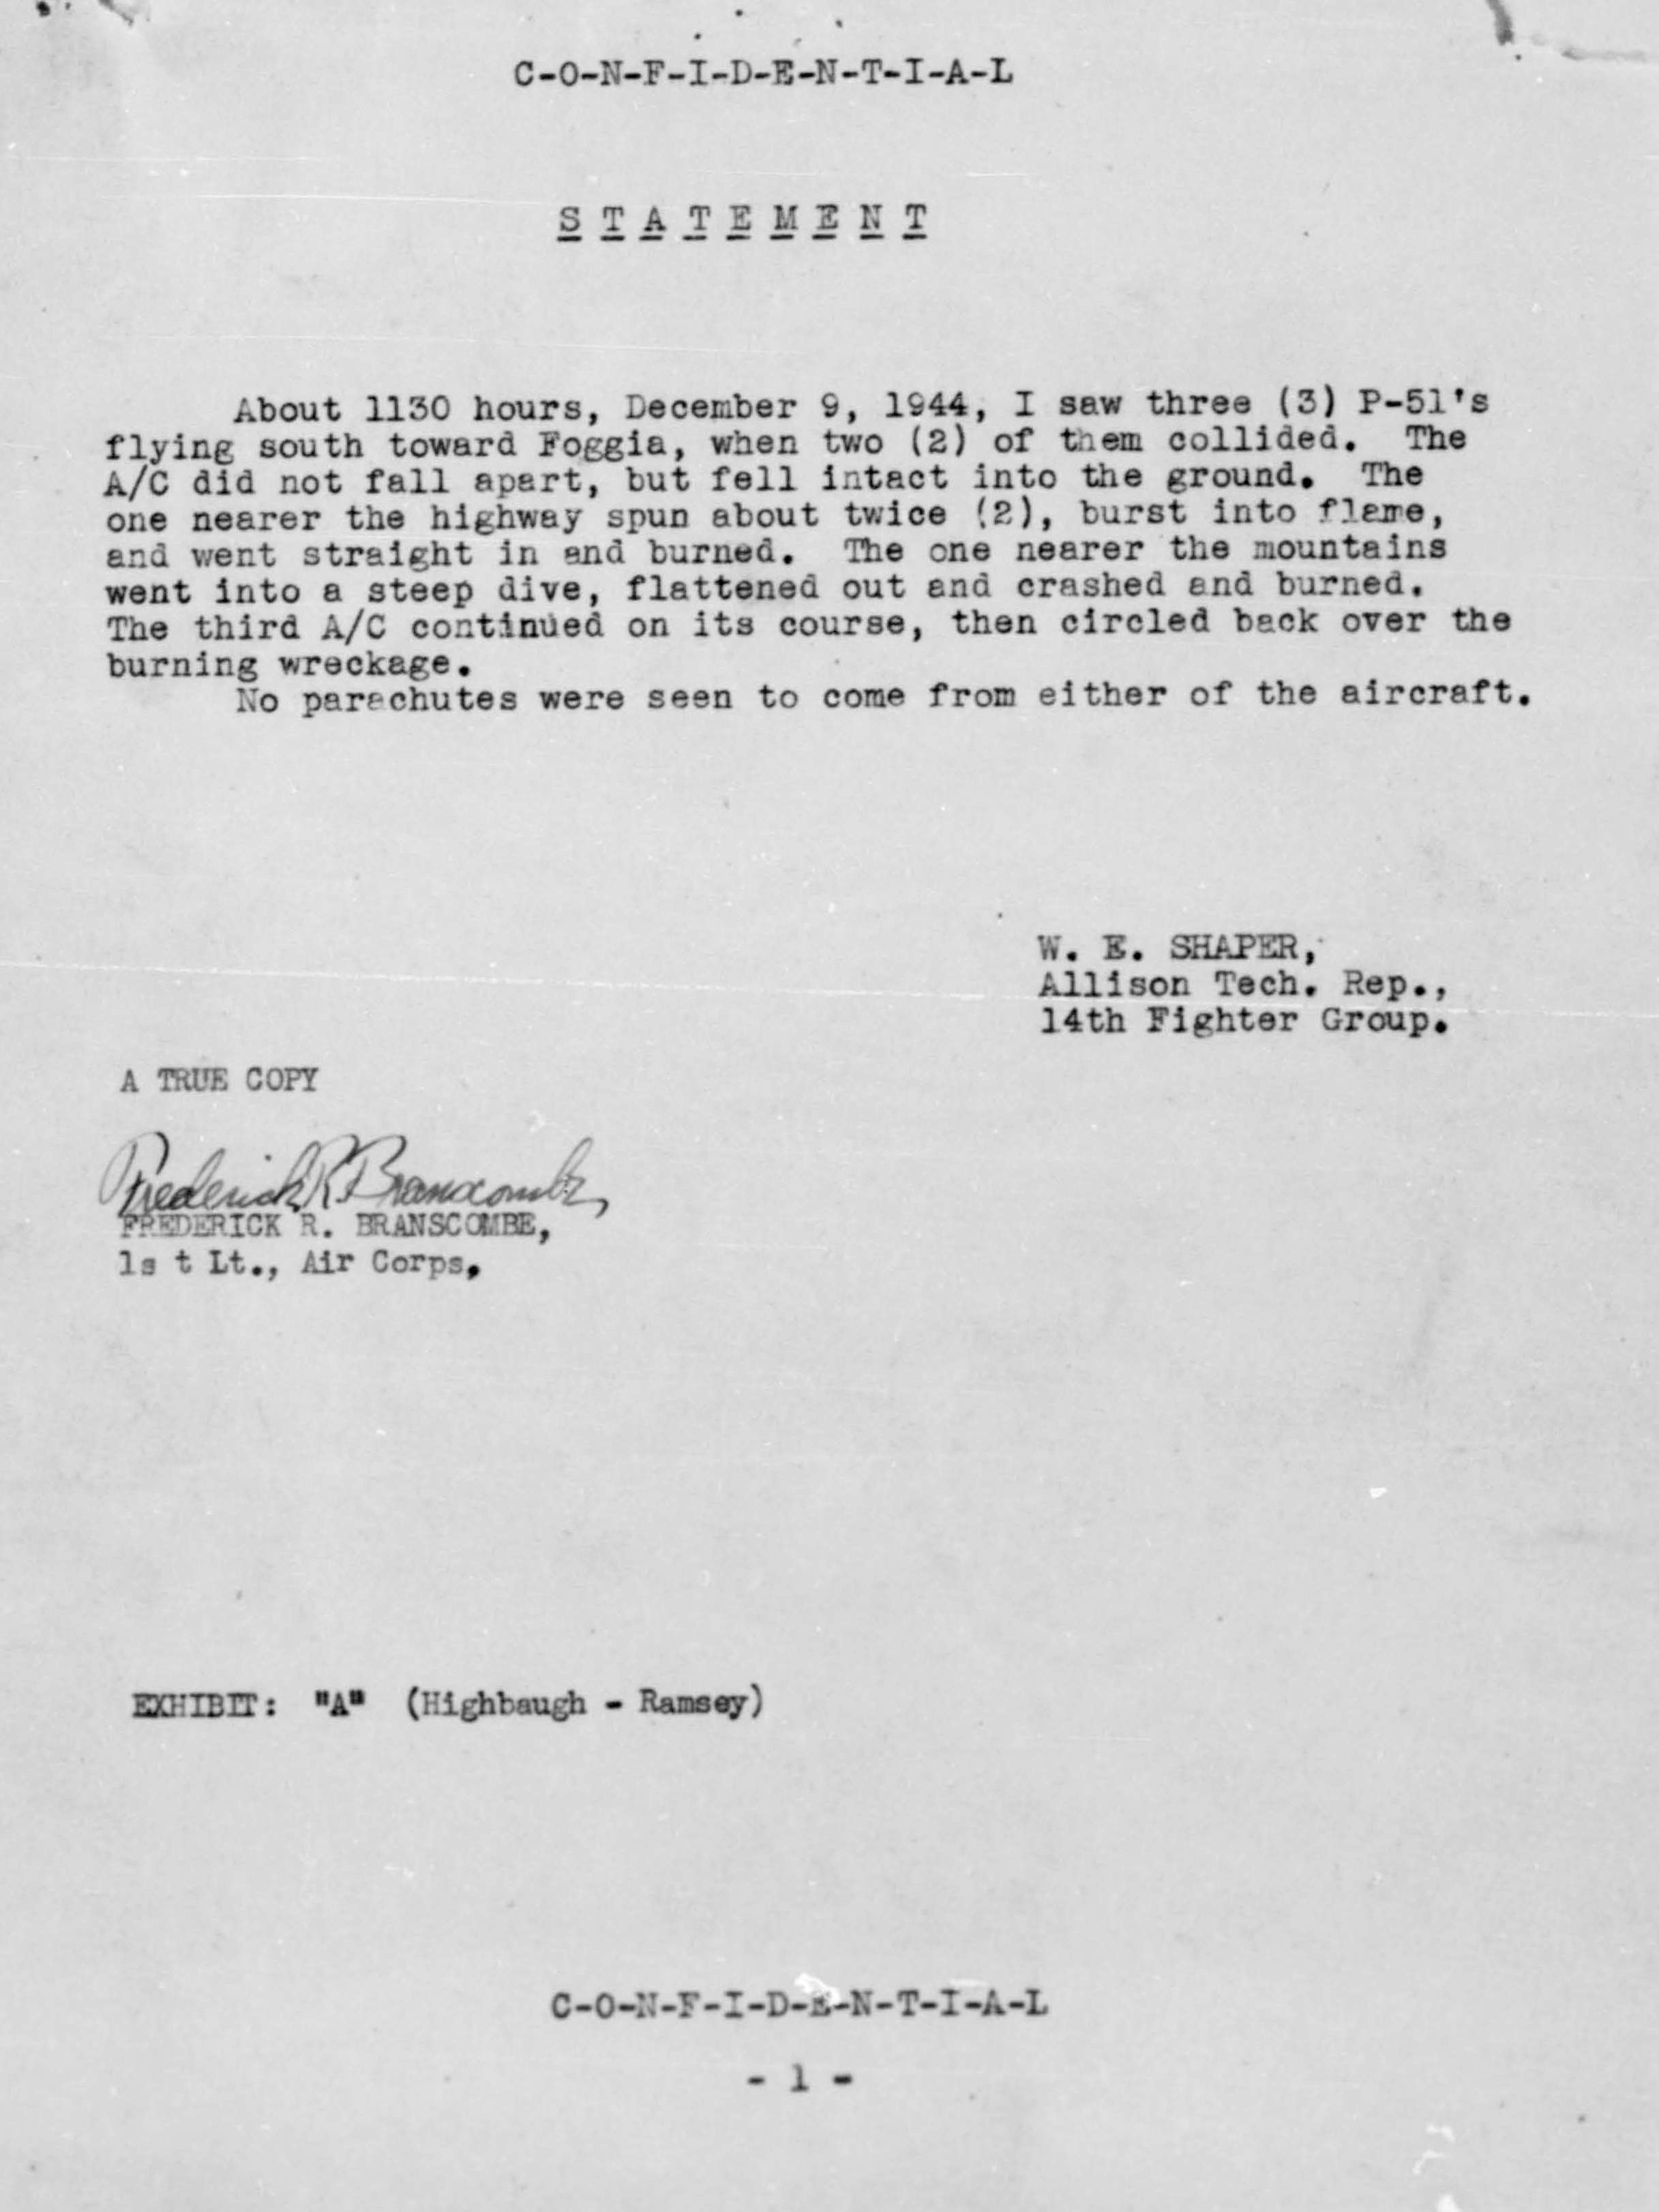 C-O-N-F-I-D-E-N-T-I-A-L
S T A T E M E N T
About 1130 hours, December 9, 1944, I saw three (3) P-51's
flying south toward Foggia, when two (2) of them collided. The
A/C did not fall apart, but fell intact into the ground. The
one nearer the highway spun about twice (2), burst into flame,
and went straight in and burned. The one nearer the mountains
went into a steep dive, flattened out and crashed and burned.
The third A/C continued on its course, then circled back over the
burning wreckage.
No parachutes were seen to come from either of the aircraft.
W. E. SHAPER,
Allison Tech. Rep.,
14th Fighter Group.
A TRUE COPY
Frederick R. Branscombe
FREDERICK R. BRANSCOMBE,
1s t Lt., Air Corps.
EXHIBIT: "A" (Highbaugh - Ramsey)
C-O-N-F-I-D-E-N-T-I-A-L
- 1 -